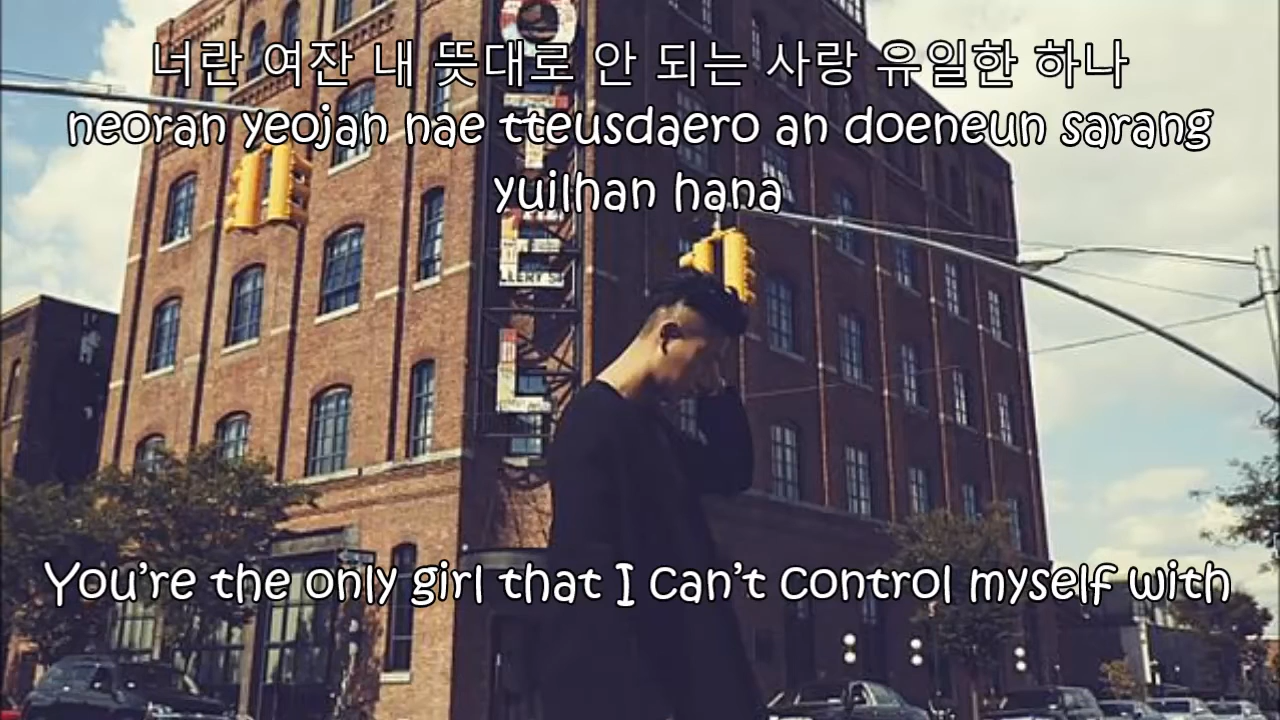 너란 여잔 내 뜻대로 안 되는 사랑 유일한 하나
neoran yeojan nae tteusdaero an doeneun sarang
yuilhan hana
You're the only girl that I can't control myself with